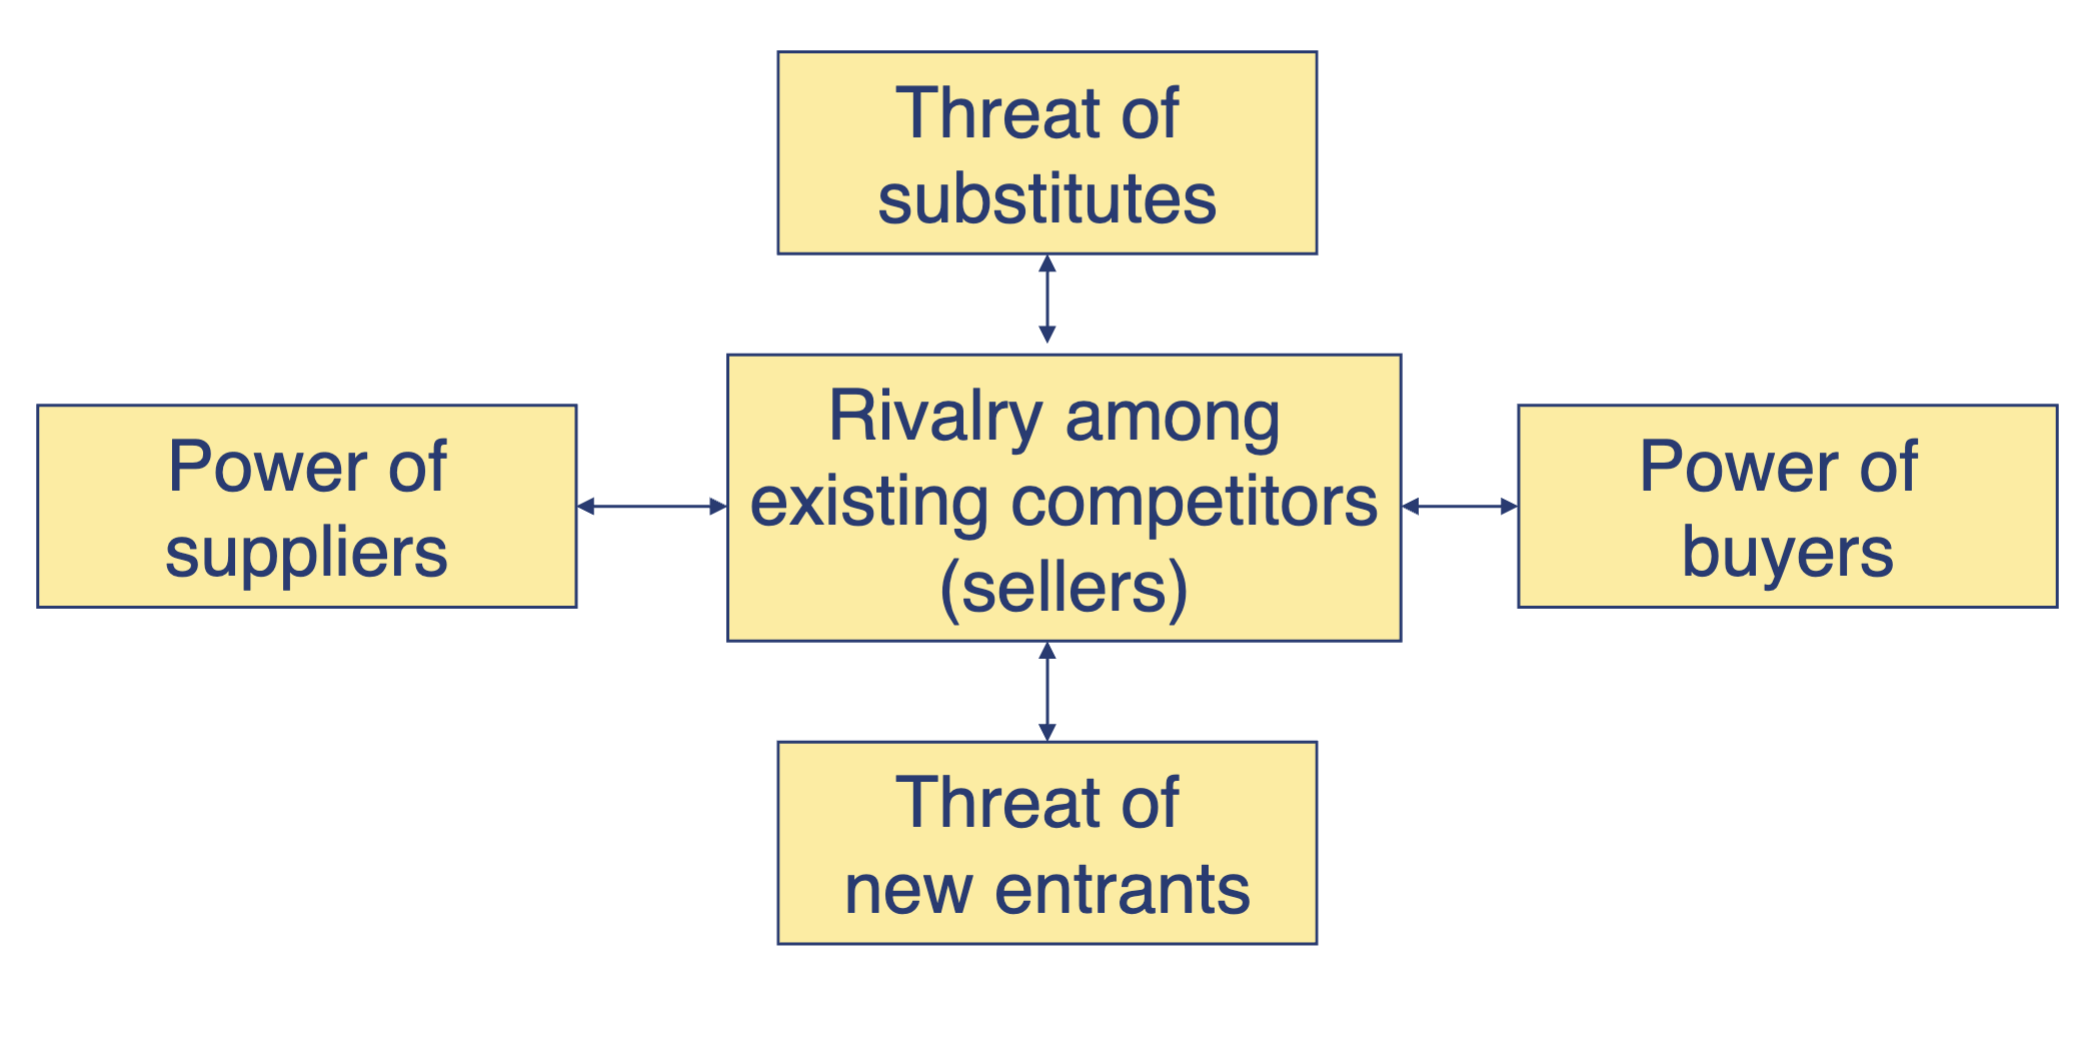 Threat of
substitutes
Power of
suppliers
Rivalry among
existing competitors
(sellers)
Power of
buyers
Threat of
new entrants